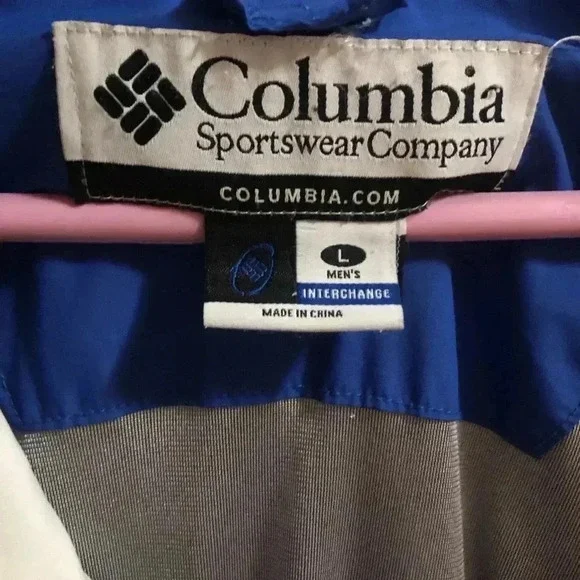 Columbia
Sportswear Company
COLUMBIA.COM
L
MEN'S
INTERCHANGE
MADE IN CHINA